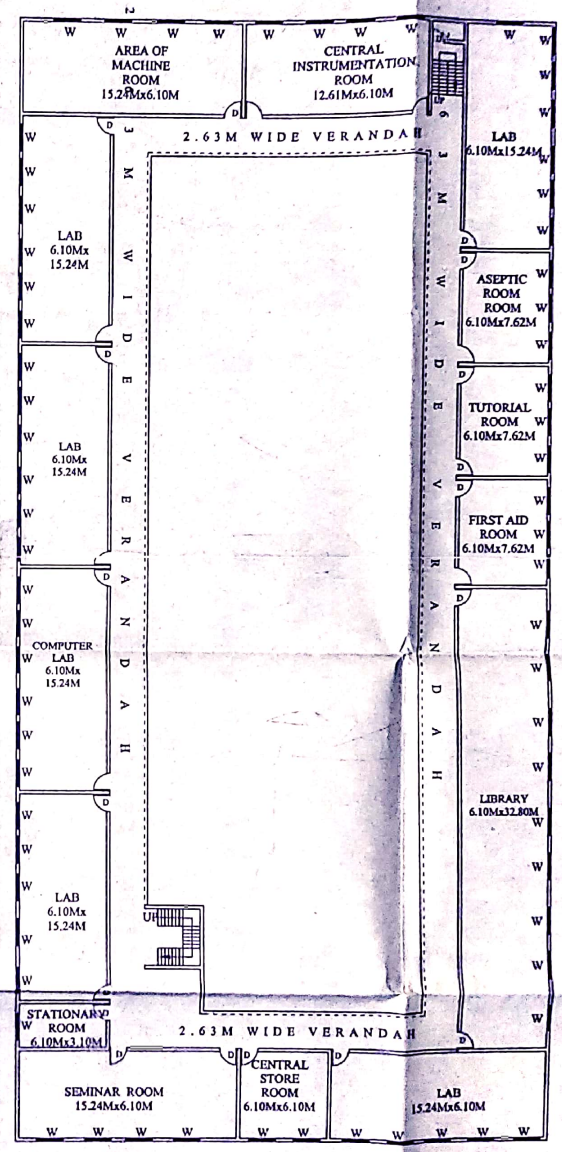 2
W W W W
W W W W
W W
AREA OF
MACHINE
ROOM
15.24Mx6.10M
CENTRAL
INSTRUMENTATION
ROOM
12.61Mx6.10M
UP
W
W
W
W
W
W
LAB
6.10Mx15.24M
D
D
D
2.63M WIDE VERANDAH
3 M WIDE VERANDAH
63M WIDE VERANDAH
W
W
W
W
W
LAB
6.10Mx
15.24M
D
D
D
D
W
W
W
ASEPTIC
ROOM
ROOM
6.10Mx7.62M
D
D
W
W
W
TUTORIAL
ROOM
6.10Mx7.62M
W
W
W
W
W
LAB
6.10Mx
15.24M
D
D
D
D
W
W
W
FIRST AID
ROOM
6.10Mx7.62M
D
D
W
W
W
W
W
COMPUTER
LAB
6.10Mx
15.24M
D
W
W
W
W
W
W
W
W
LIBRARY
6.10Mx32.80M
D
W
W
W
W
W
LAB
6.10Mx
15.24M
D
UP
W
STATIONARY
ROOM
6.10Mx3.10M
D
2.63M WIDE VERANDAH
D
D D
D
SEMINAR ROOM
15.24Mx6.10M
CENTRAL
STORE
ROOM
6.10Mx6.10M
LAB
15.24Mx6.10M
W W W W
W W
W W W W